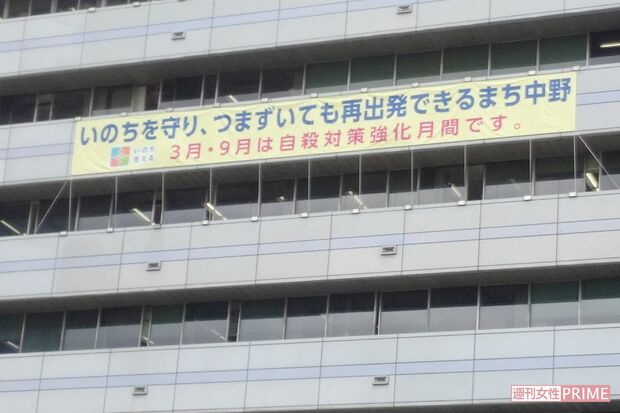 いのちを守り、つまずいても再出発できるまち中野
いのち
支える
3月・9月は自殺対策強化月間です。
週刊女性PRIME